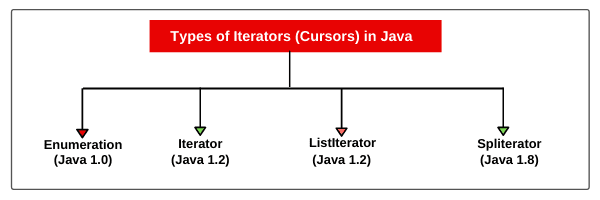 Types of Iterators (Cursors) in Java
Enumeration
(Java 1.0)
Iterator
(Java 1.2)
ListIterator
(Java 1.2)
Spliterator
(Java 1.8)